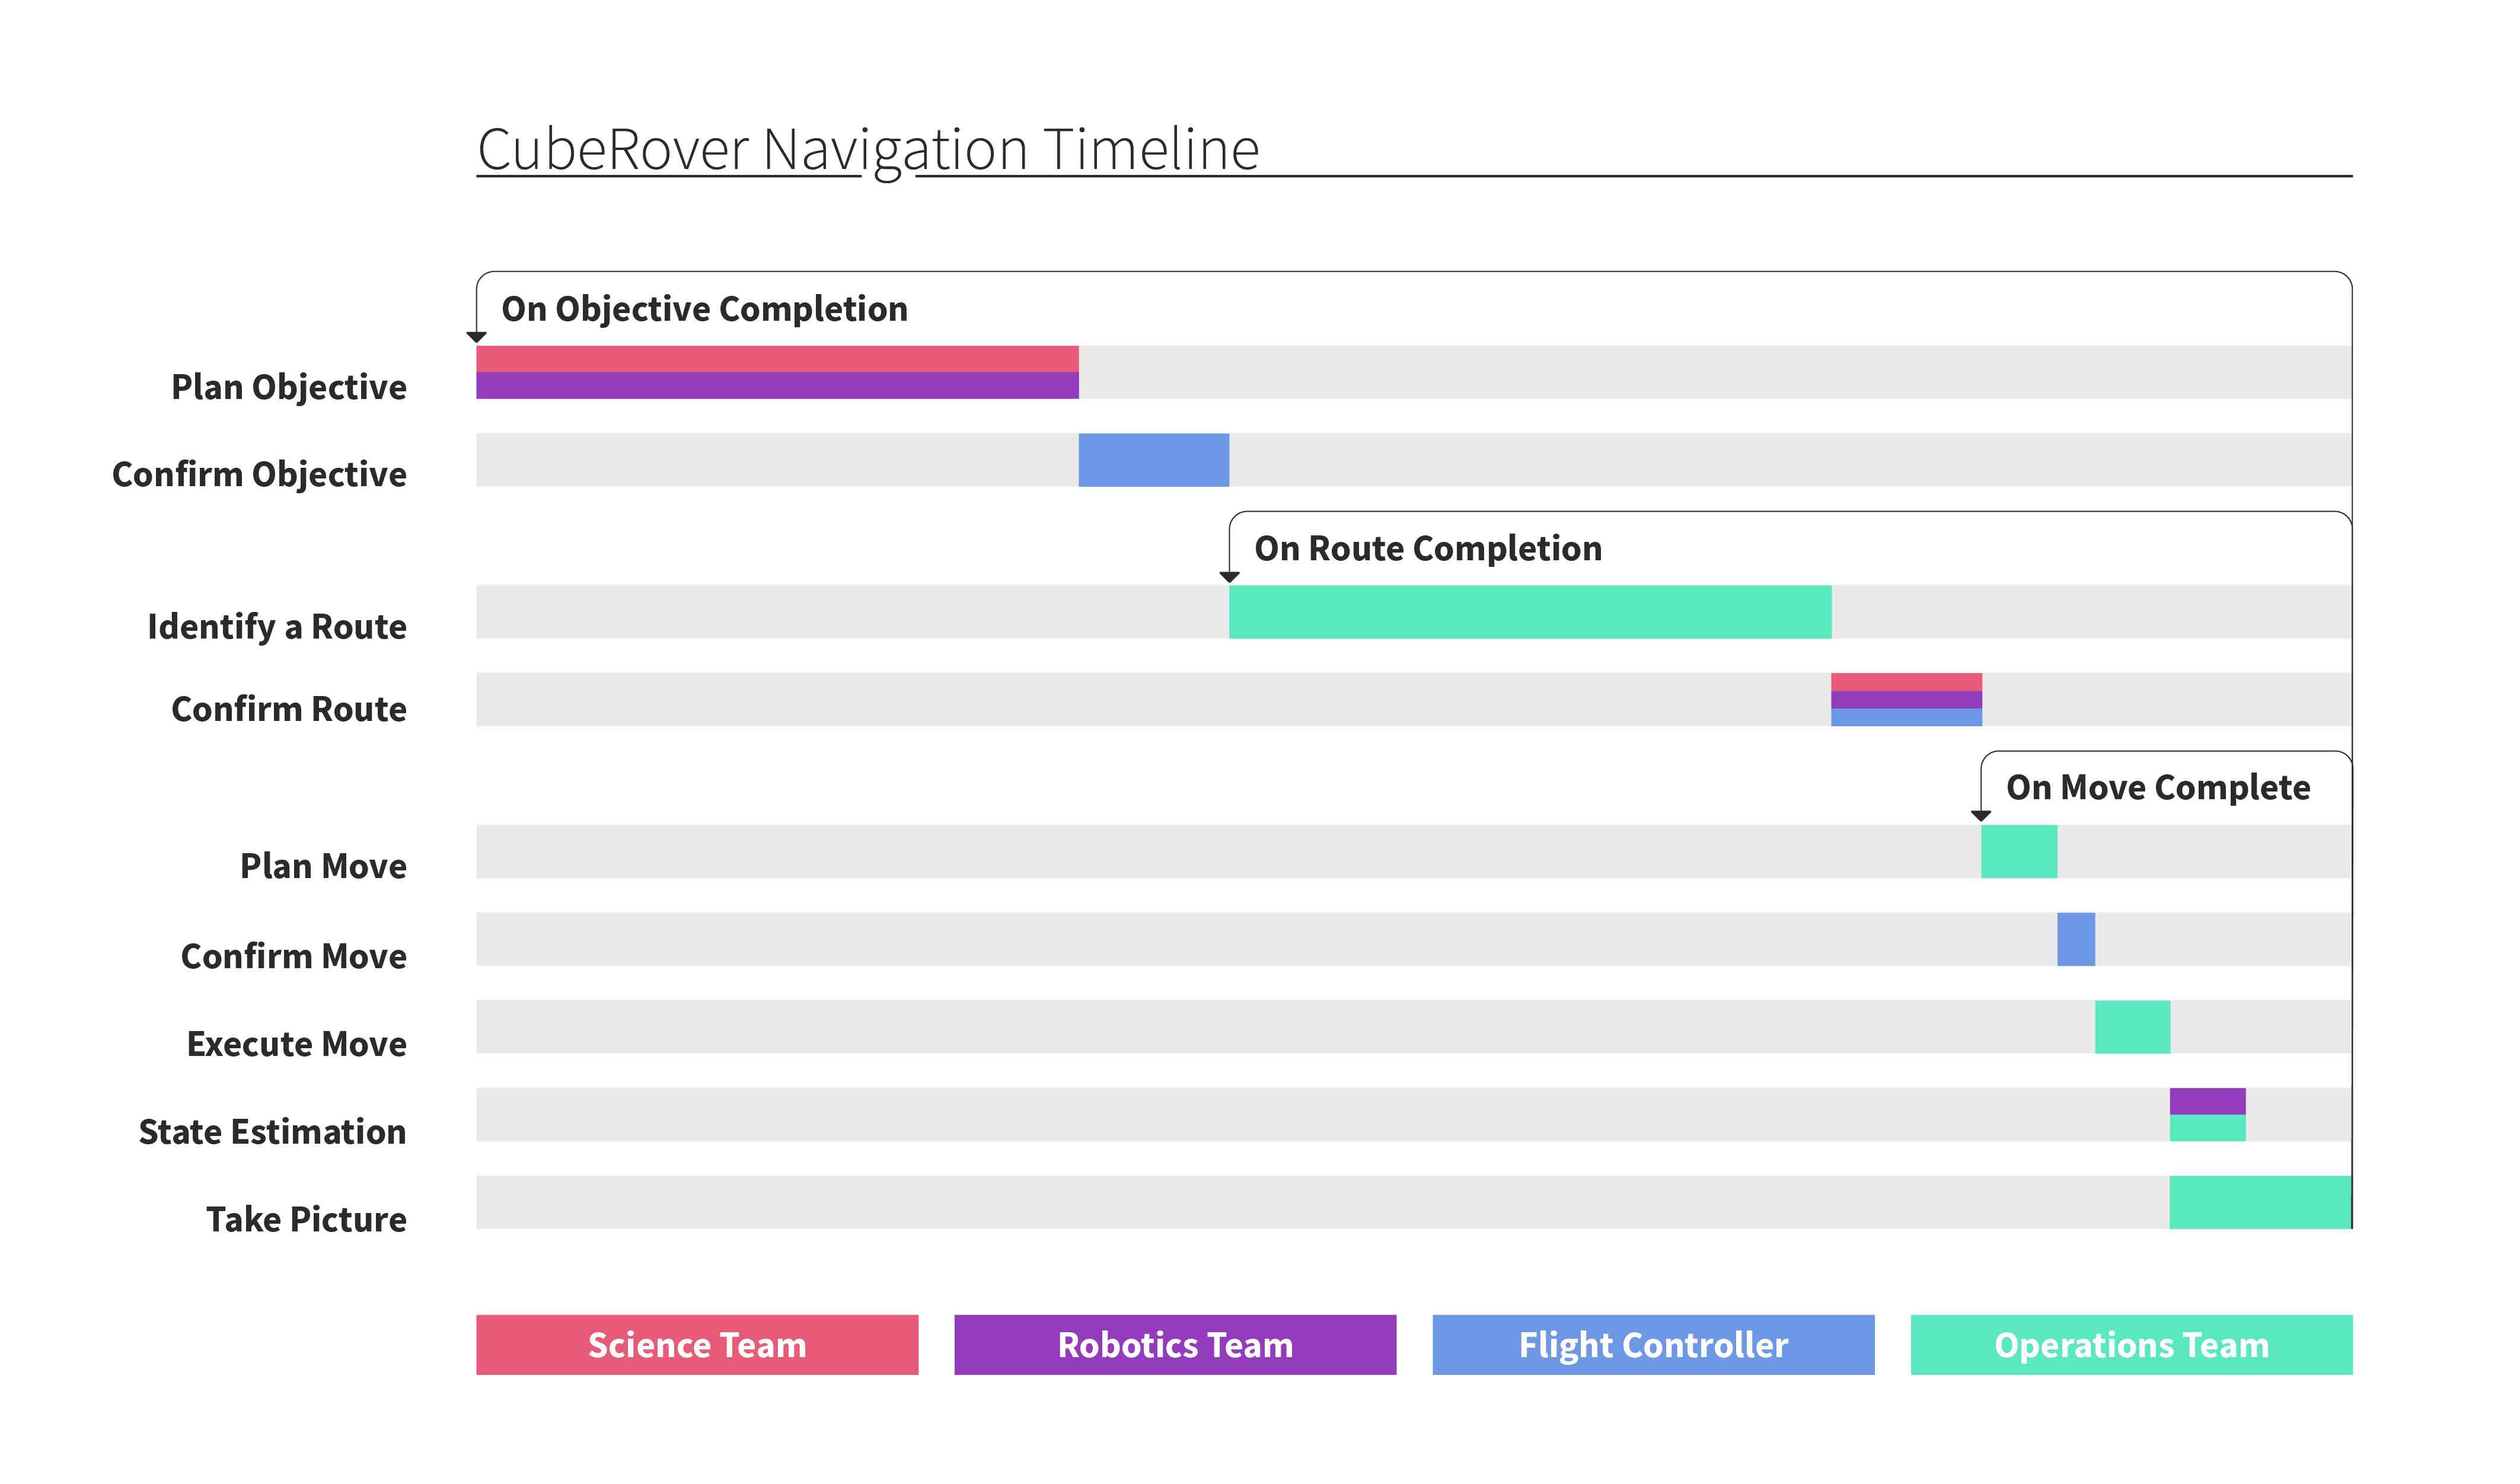 CubeRover Navigation Timeline
On Objective Completion
Plan Objective
Confirm Objective
On Route Completion
Identify a Route
Confirm Route
On Move Complete
Plan Move
Confirm Move
Execute Move
State Estimation
Take Picture
Science Team
Robotics Team
Flight Controller
Operations Team